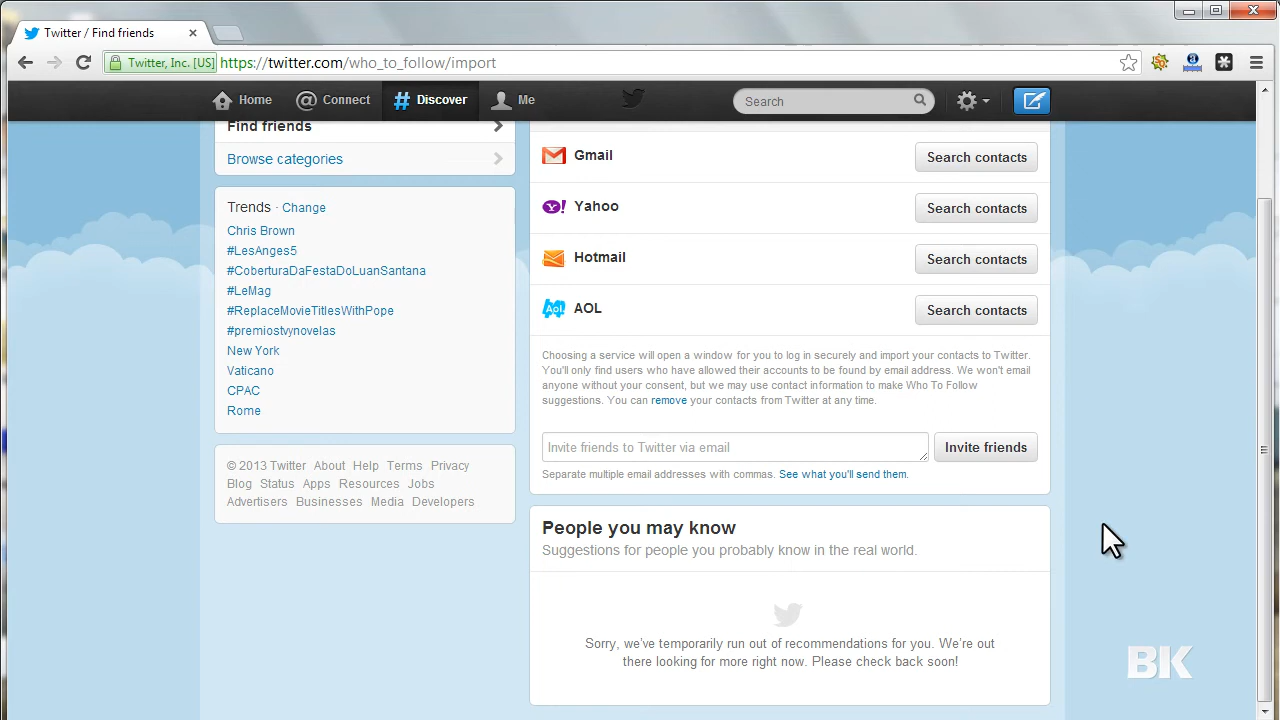 Twitter / Find friends
Twitter, Inc. [US] https://twitter.com/who_to_follow/import
Home Connect # Discover Me Search
Find friends
Browse categories
Trends · Change
Chris Brown
#LesAnges5
#CoberturaDaFestaDoLuanSantana
#LeMag
#ReplaceMovieTitlesWithPope
#premiostvynovelas
New York
Vaticano
CPAC
Rome
© 2013 Twitter About Help Terms Privacy
Blog Status Apps Resources Jobs
Advertisers Businesses Media Developers
Gmail Search contacts
Yahoo Search contacts
Hotmail Search contacts
Aol. AOL Search contacts
Choosing a service will open a window for you to log in securely and import your contacts to Twitter.
You'll only find users who have allowed their accounts to be found by email address. We won't email
anyone without your consent, but we may use contact information to make Who To Follow
suggestions. You can remove your contacts from Twitter at any time.
Invite friends to Twitter via email Invite friends
Separate multiple email addresses with commas. See what you'll send them.
People you may know
Suggestions for people you probably know in the real world.
Sorry, we've temporarily run out of recommendations for you. We're out
there looking for more right now. Please check back soon!
BK